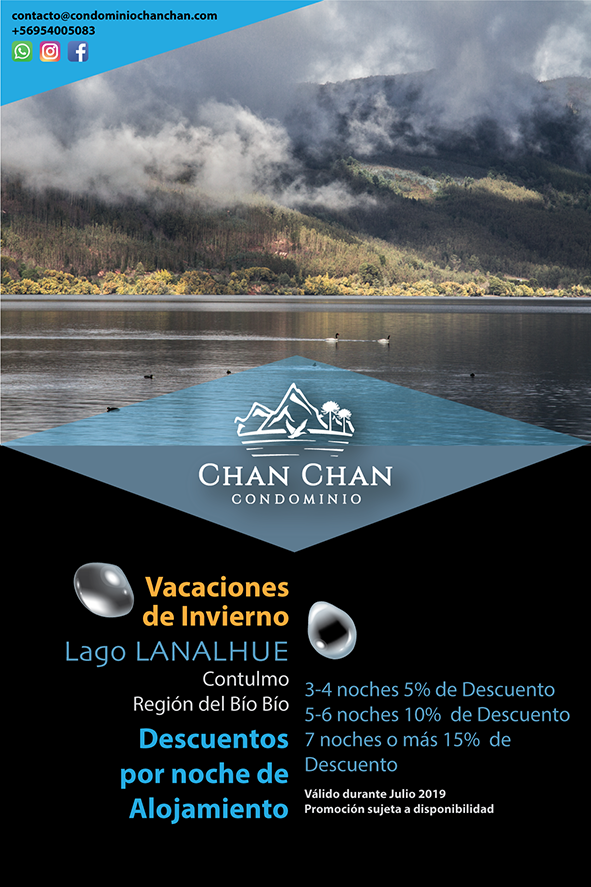 contacto@condominiochanchan.com
+56954005083
CHAN CHAN
CONDOMINIO
Vacaciones
de Invierno
Lago LANALHUE
Contulmo
Región del Bío Bío
Descuentos
por noche de
Alojamiento
3-4 noches 5% de Descuento
5-6 noches 10% de Descuento
7 noches o más 15% de
Descuento
Válido durante Julio 2019
Promoción sujeta a disponibilidad